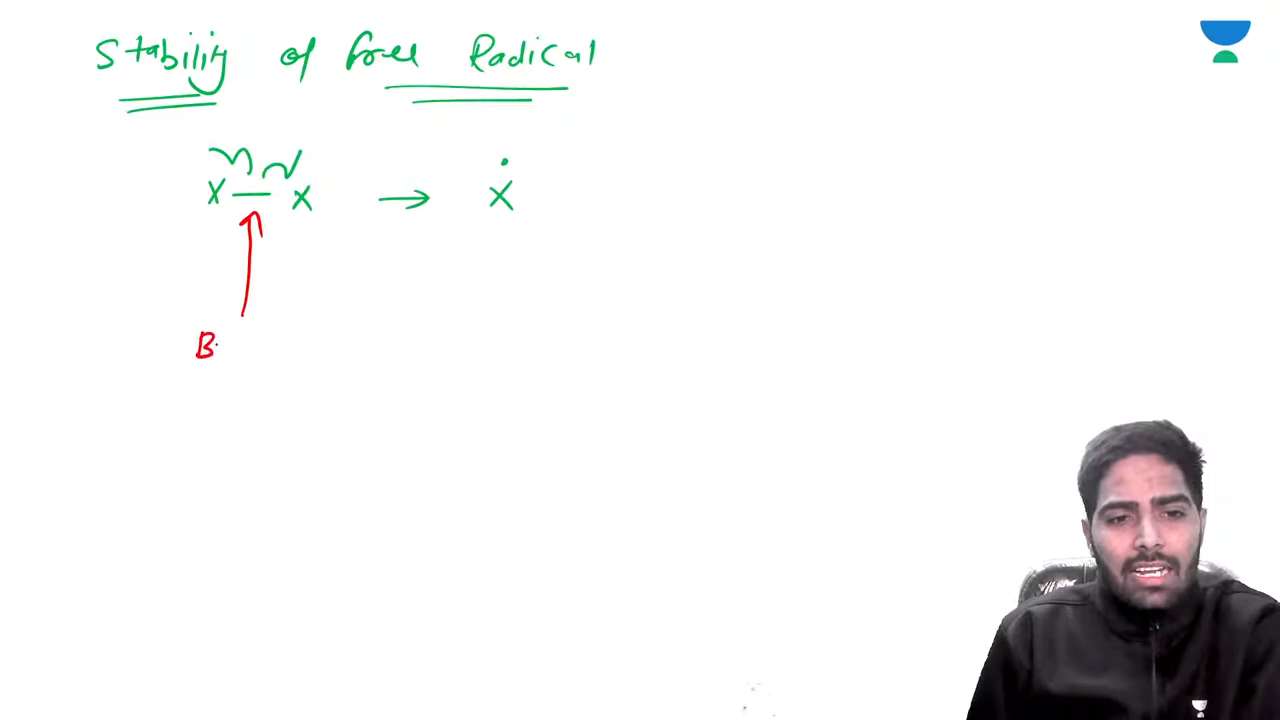 Stability of free Radical
X — X → Ẋ
B